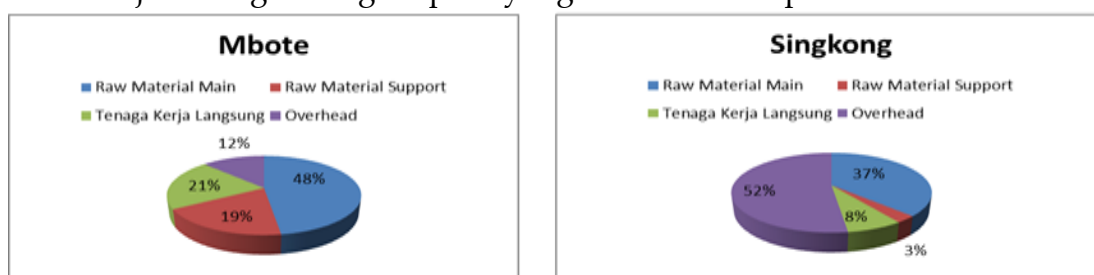 Mbote
Raw Material Main Raw Material Support
Tenaga Kerja Langsung Overhead
12%
48%
21%
19%
Singkong
Raw Material Main Raw Material Support
Tenaga Kerja Langsung Overhead
37%
52%
8%
3%